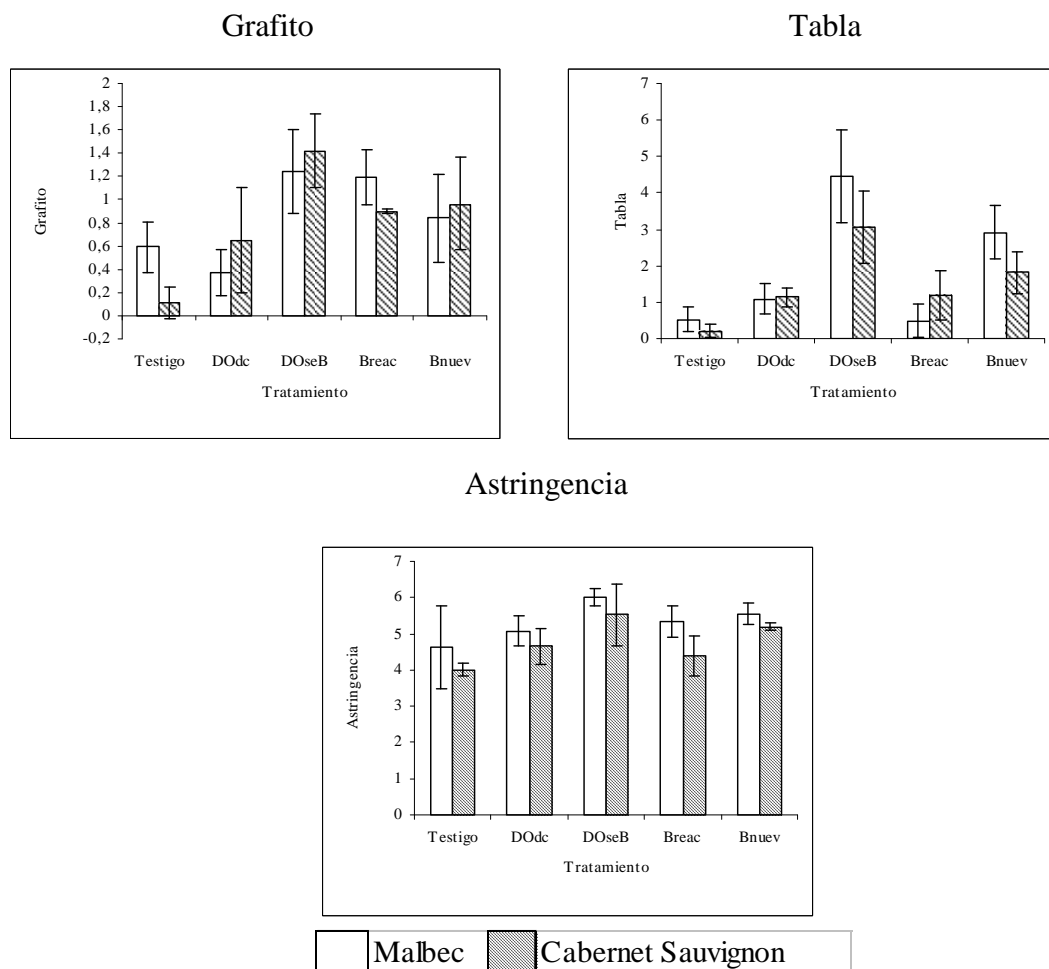 Grafito
Tabla
2
1,8
1,6
1,4
1,2
1
0,8
0,6
0,4
0,2
0
-0,2
Grafito
Testigo DOdc DOseB Breac Bnuev
Tratamiento
7
6
5
4
3
2
1
0
Tabla
Testigo DOdc DOseB Breac Bnuev
Tratamiento
Astringencia
7
6
5
4
3
2
1
0
Astringencia
Testigo DOdc DOseB Breac Bnuev
Tratamiento
Malbec Cabernet Sauvignon